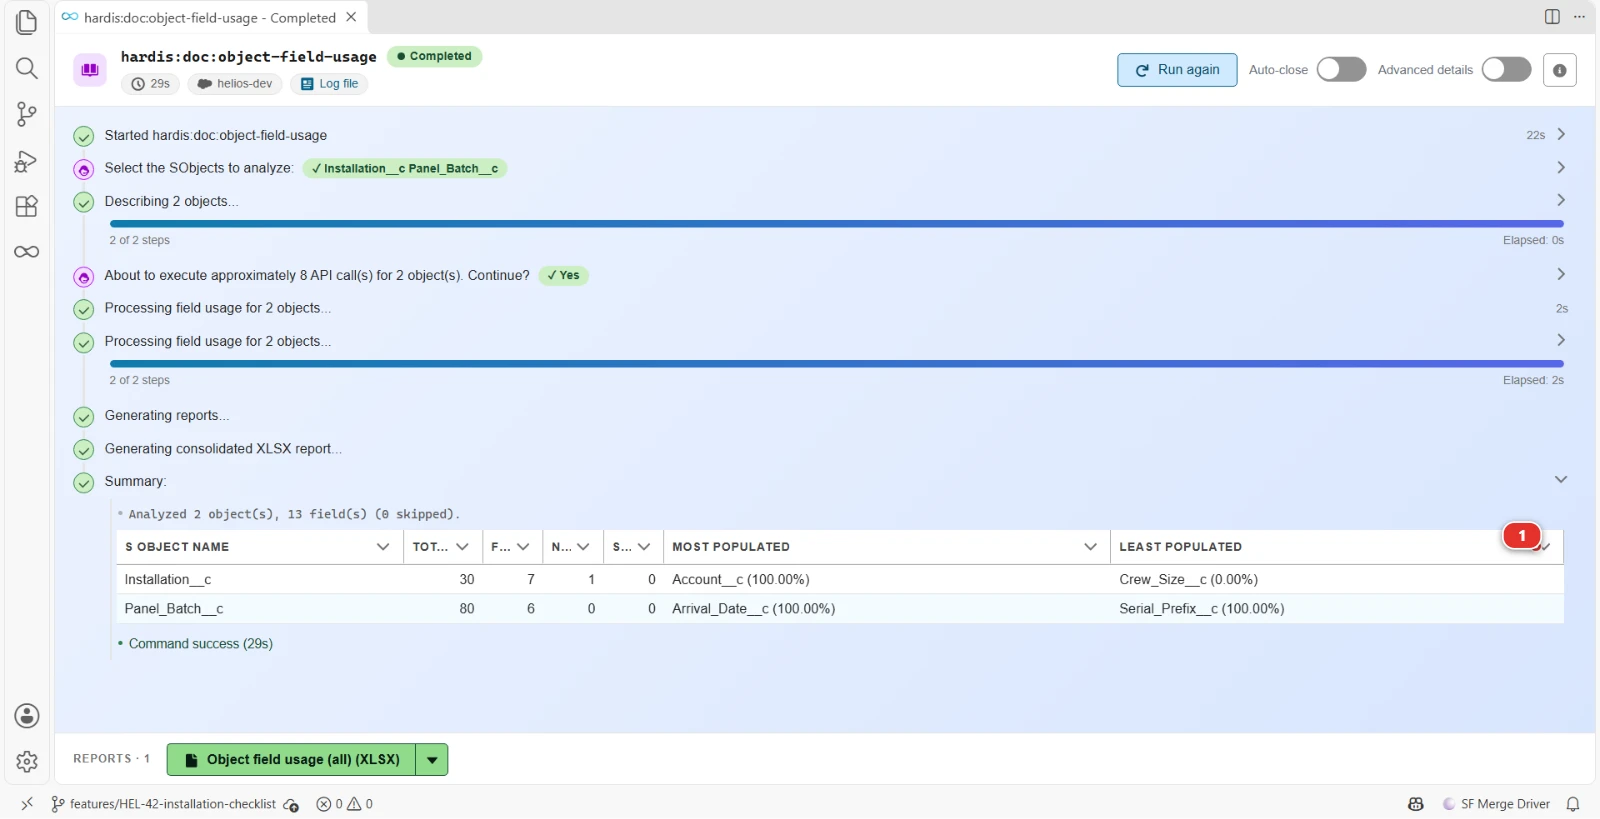 hardis:doc:object-field-usage - Completed
hardis:doc:object-field-usage
Completed
29s
helios-dev
Log file
Run again
Auto-close
Advanced details
Started hardis:doc:object-field-usage
22s
Select the SObjects to analyze: ✓ Installation__c Panel_Batch__c
Describing 2 objects...
2 of 2 steps
Elapsed: 0s
About to execute approximately 8 API call(s) for 2 object(s). Continue? ✓ Yes
Processing field usage for 2 objects...
2s
Processing field usage for 2 objects...
2 of 2 steps
Elapsed: 2s
Generating reports...
Generating consolidated XLSX report...
Summary:
Analyzed 2 object(s), 13 field(s) (0 skipped).
S OBJECT NAME TOT... F... N... S... MOST POPULATED LEAST POPULATED 1
Installation__c 30 7 1 0 Account__c (100.00%) Crew_Size__c (0.00%)
Panel_Batch__c 80 6 0 0 Arrival_Date__c (100.00%) Serial_Prefix__c (100.00%)
Command success (29s)
REPORTS · 1
Object field usage (all) (XLSX)
features/HEL-42-installation-checklist
0 0
SF Merge Driver